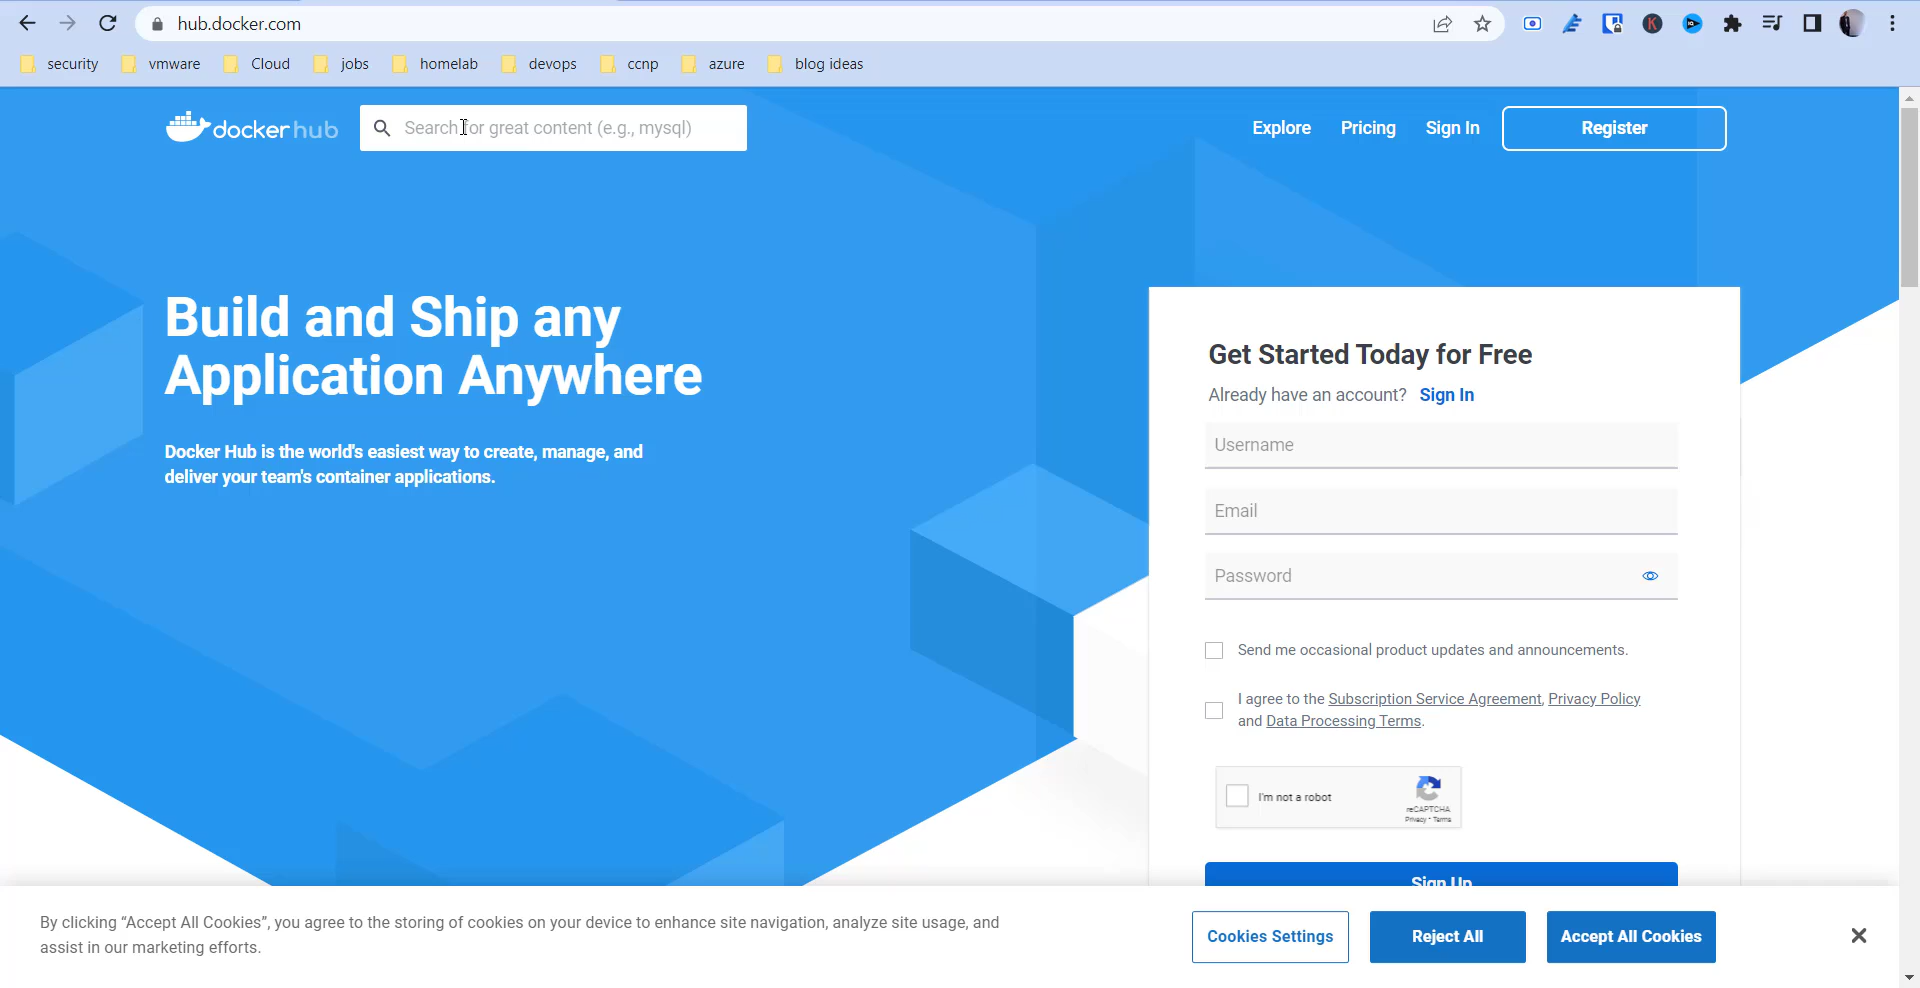 hub.docker.com
security vmware Cloud jobs homelab devops ccnp azure blog ideas
docker hub Search for great content (e.g., mysql) Explore Pricing Sign In Register
Build and Ship any
Application Anywhere
Docker Hub is the world's easiest way to create, manage, and
deliver your team's container applications.
Get Started Today for Free
Already have an account? Sign In
Username
Email
Password
Send me occasional product updates and announcements.
I agree to the Subscription Service Agreement, Privacy Policy
and Data Processing Terms.
I'm not a robot
reCAPTCHA
Privacy - Terms
Sign Up
By clicking “Accept All Cookies”, you agree to the storing of cookies on your device to enhance site navigation, analyze site usage, and
assist in our marketing efforts.
Cookies Settings Reject All Accept All Cookies